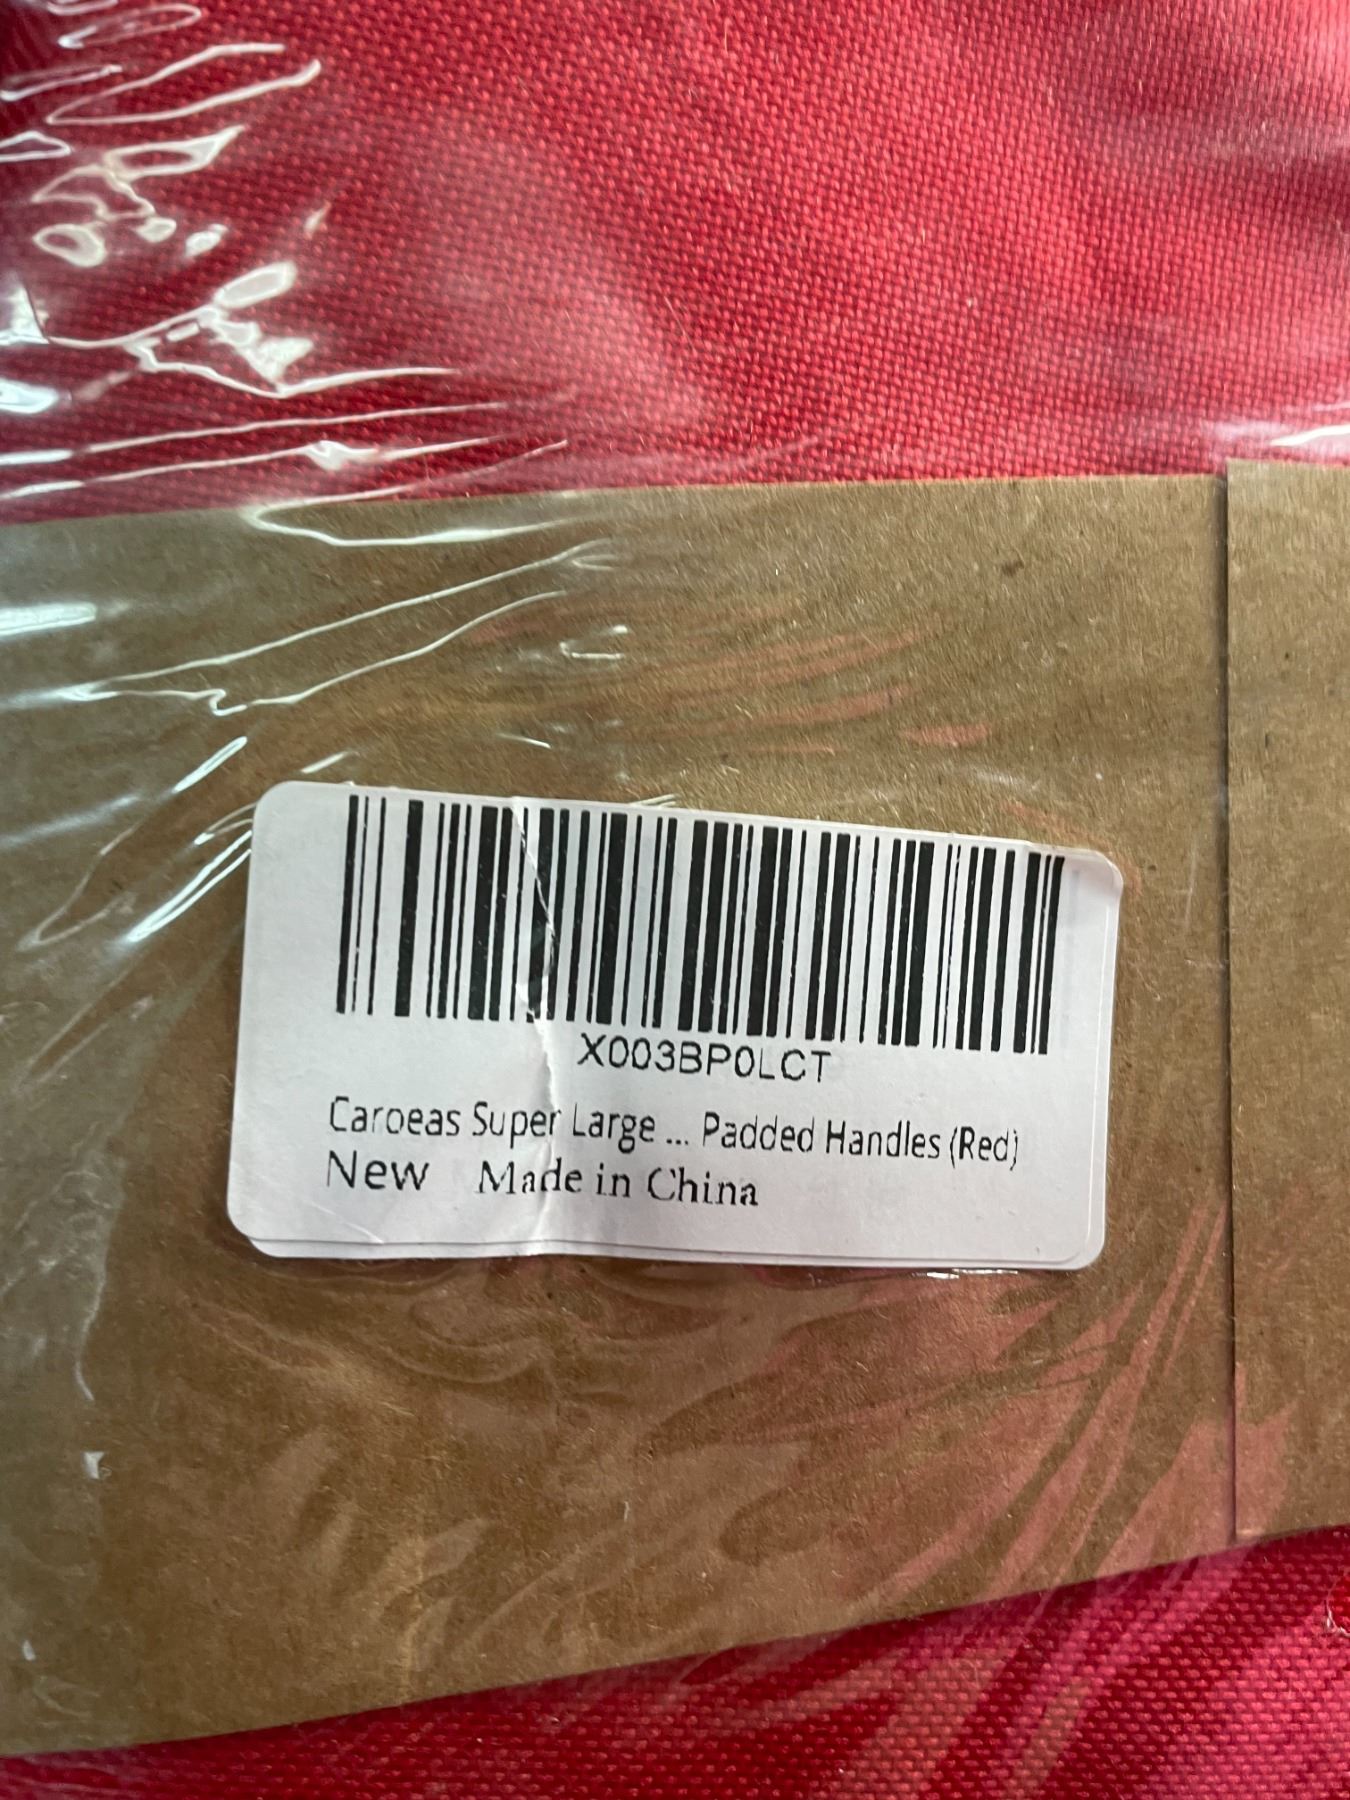 X003BP0LCT
Caroeas Super Large ... Padded Handles (Red)
New Made in China